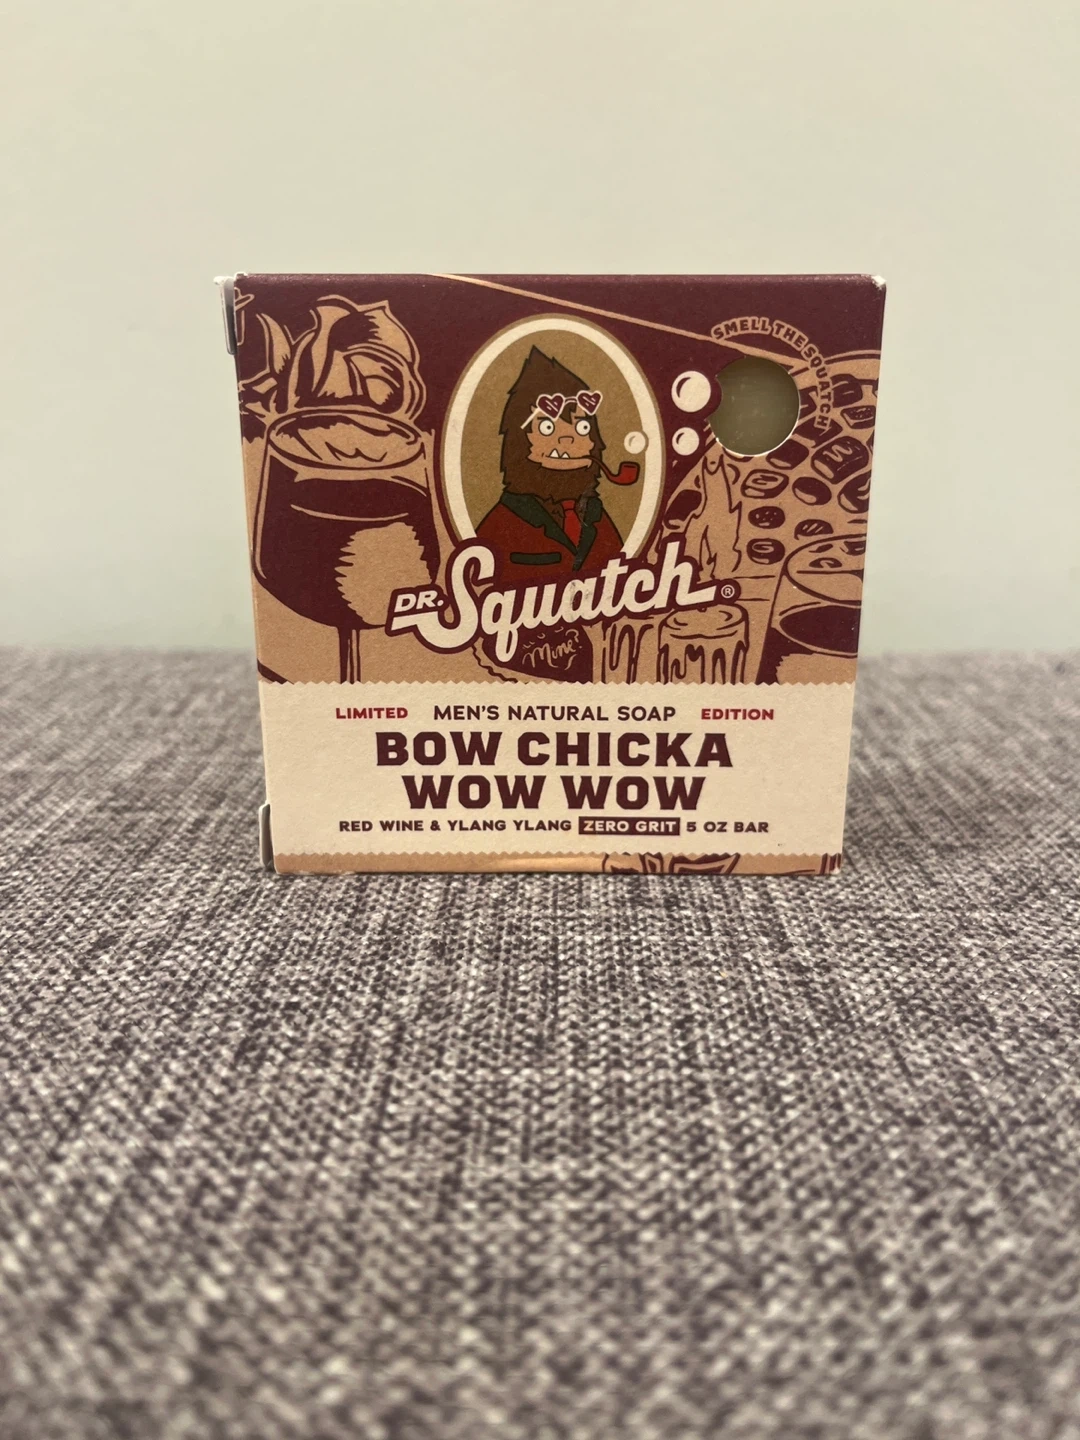 SMELL THE SQUATCH
DR. Squatch®
Mine?
LIMITED MEN'S NATURAL SOAP EDITION
BOW CHICKA
WOW WOW
RED WINE & YLANG YLANG ZERO GRIT 5 OZ BAR